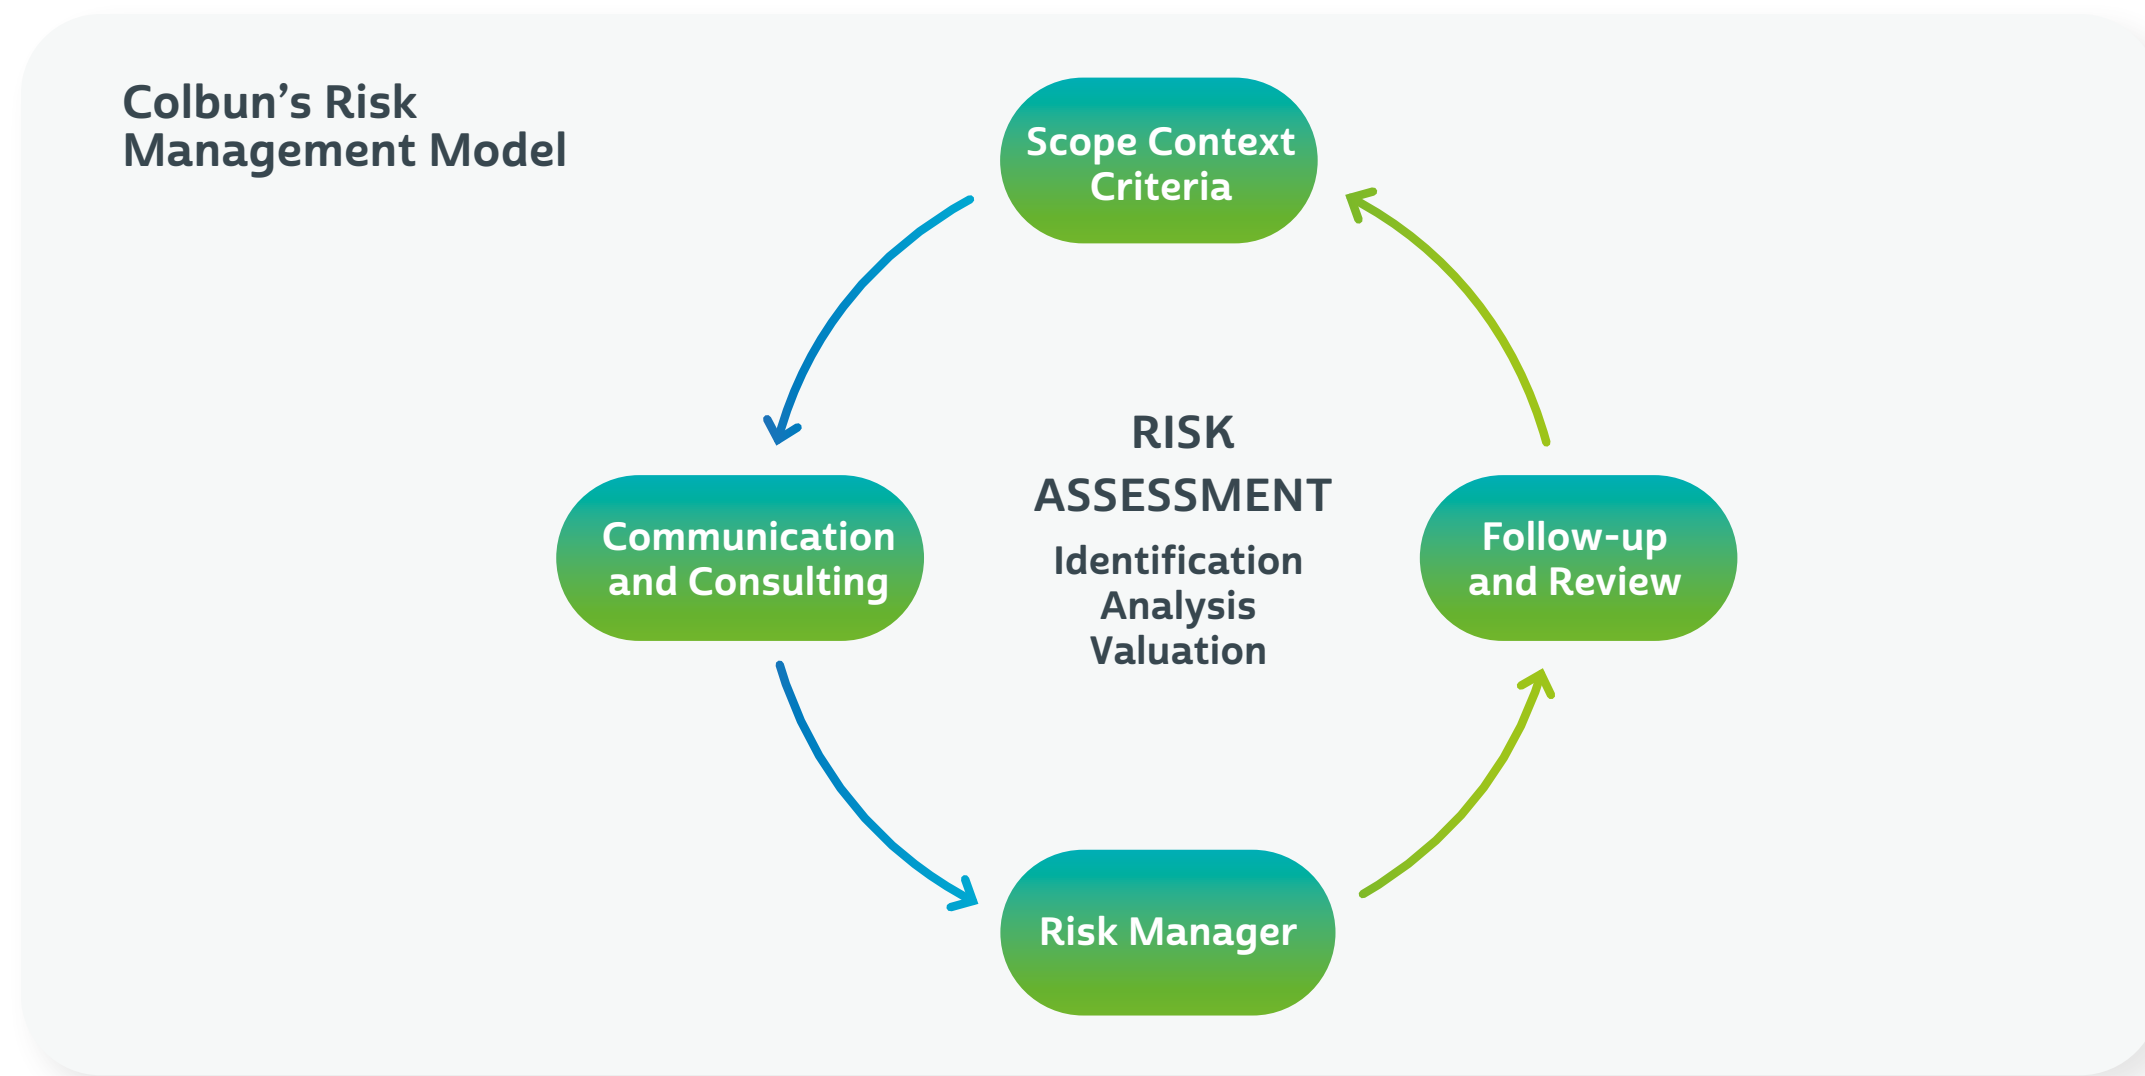 Colbun’s Risk
Management Model
Scope Context
Criteria
RISK
ASSESSMENT
Identification
Analysis
Valuation
Communication
and Consulting
Follow-up
and Review
Risk Manager